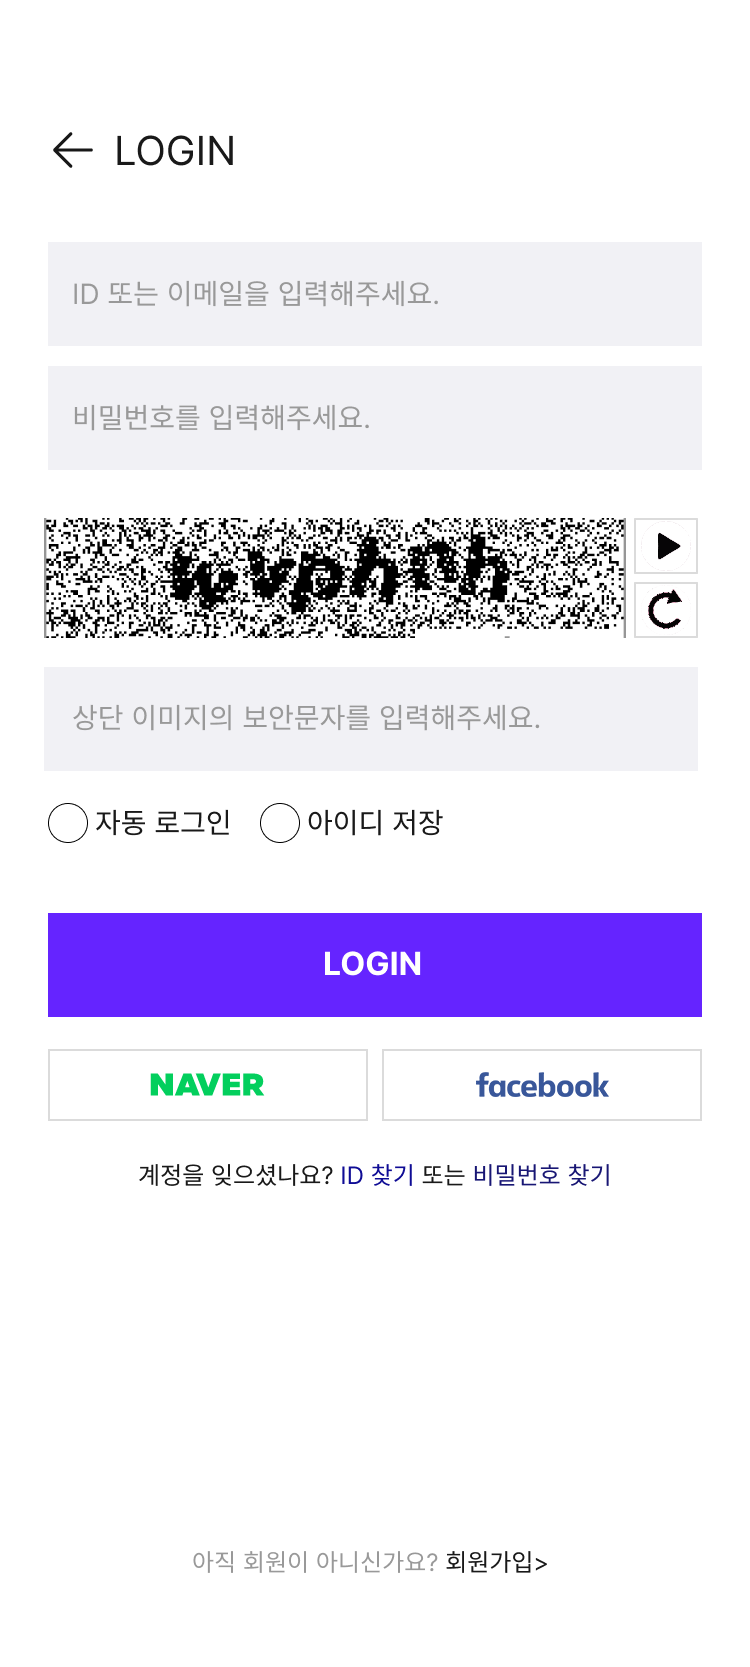 LOGIN
ID 또는 이메일을 입력해주세요.
비밀번호를 입력해주세요.
상단 이미지의 보안문자를 입력해주세요.
자동 로그인 아이디 저장
LOGIN
NAVER facebook
계정을 잊으셨나요? ID 찾기 또는 비밀번호 찾기
아직 회원이 아니신가요? 회원가입>